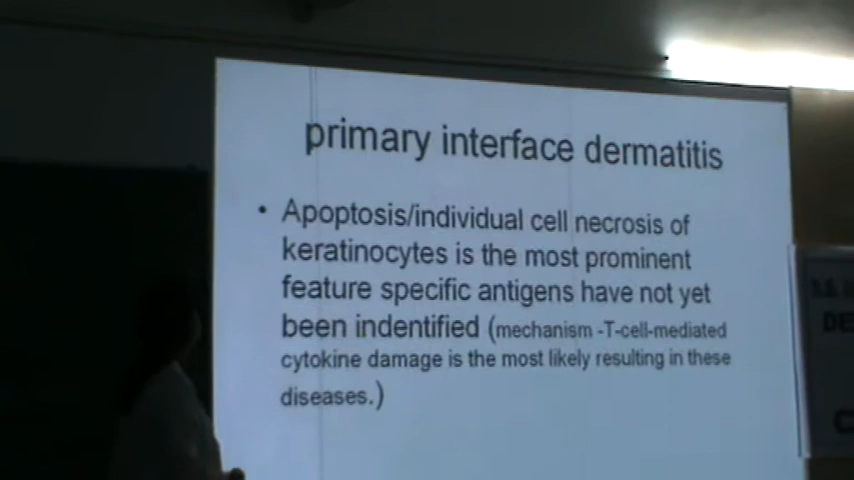 primary interface dermatitis
• Apoptosis/individual cell necrosis of
keratinocytes is the most prominent
feature specific antigens have not yet
been indentified (mechanism -T-cell-mediated
cytokine damage is the most likely resulting in these
diseases.)
DE
C